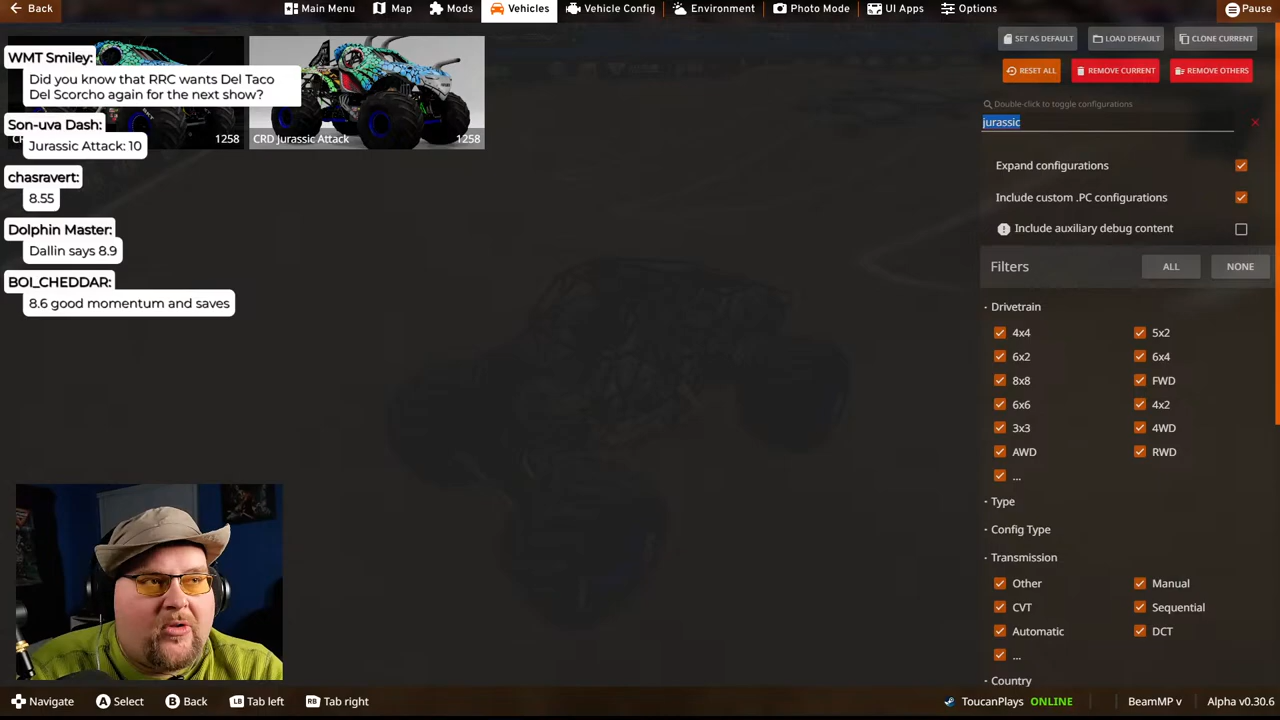 Back
Main Menu
Map
Mods
Vehicles
Vehicle Config
Environment
Photo Mode
UI Apps
Options
Pause
WMT Smiley:
Did you know that RRC wants Del Taco
Del Scorcho again for the next show?
Son-uva Dash:
Jurassic Attack: 10
chasravert:
8.55
Dolphin Master:
Dallin says 8.9
BOI_CHEDDAR:
8.6 good momentum and saves
1258
CRD Jurassic Attack
1258
SET AS DEFAULT
LOAD DEFAULT
CLONE CURRENT
RESET ALL
REMOVE CURRENT
REMOVE OTHERS
Double-click to toggle configurations
jurassic
Expand configurations
Include custom .PC configurations
Include auxiliary debug content
Filters
ALL
NONE
- Drivetrain
4x4
5x2
6x2
6x4
8x8
FWD
6x6
4x2
3x3
4WD
AWD
RWD
...
- Type
- Config Type
- Transmission
Other
Manual
CVT
Sequential
Automatic
DCT
...
- Country
Navigate
A Select
B Back
LB Tab left
RB Tab right
ToucanPlays ONLINE
BeamMP v
Alpha v0.30.6